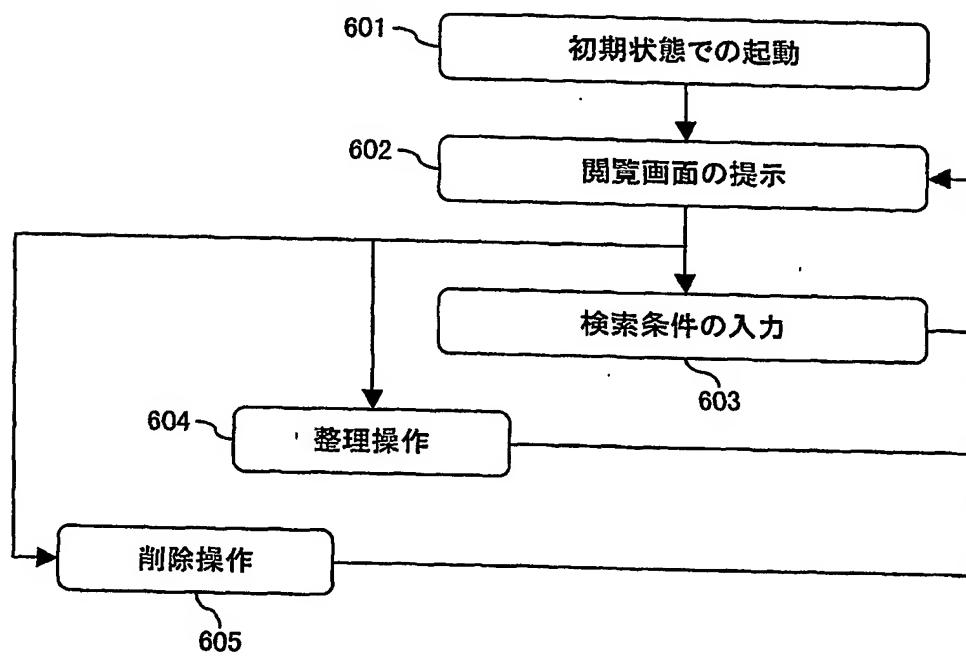 601
初期状態での起動
602
閲覧画面の提示
検索条件の入力
603
604
整理操作
削除操作
605